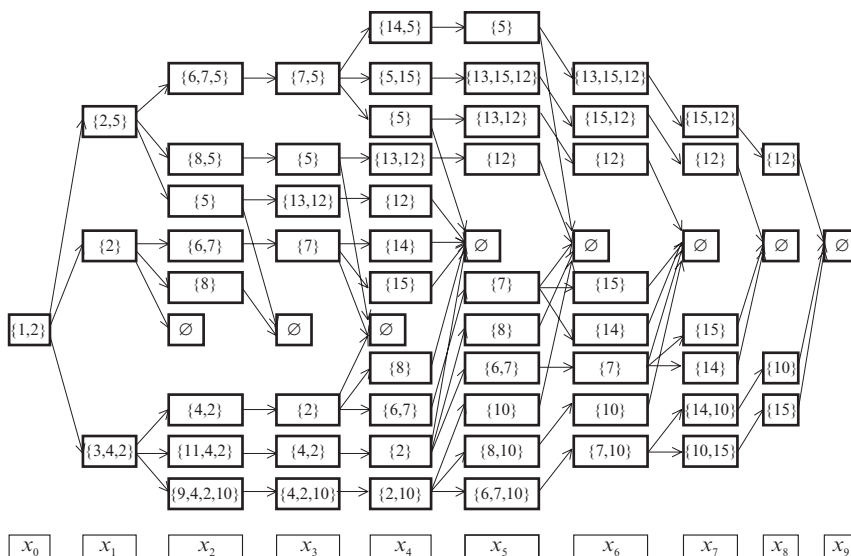 {14,5} {5}
{6,7,5} {7,5} {5,15} {13,15,12} {13,15,12}
{2,5} {5} {13,12} {15,12} {15,12}
{8,5} {5} {13,12} {12} {12} {12} {12}
{5} {13,12} {12}
{2} {6,7} {7} {14} ∅ ∅ ∅ ∅ ∅
{8} {15} {7} {15}
{1,2} ∅ ∅ ∅ {8} {14} {15}
{8} {6,7} {7} {14} {10}
{4,2} {2} {6,7} {10} {10} {14,10} {15}
{3,4,2} {11,4,2} {4,2} {2} {8,10} {7,10} {10,15}
{9,4,2,10} {4,2,10} {2,10} {6,7,10}
x₀ x₁ x₂ x₃ x₄ x₅ x₆ x₇ x₈ x₉